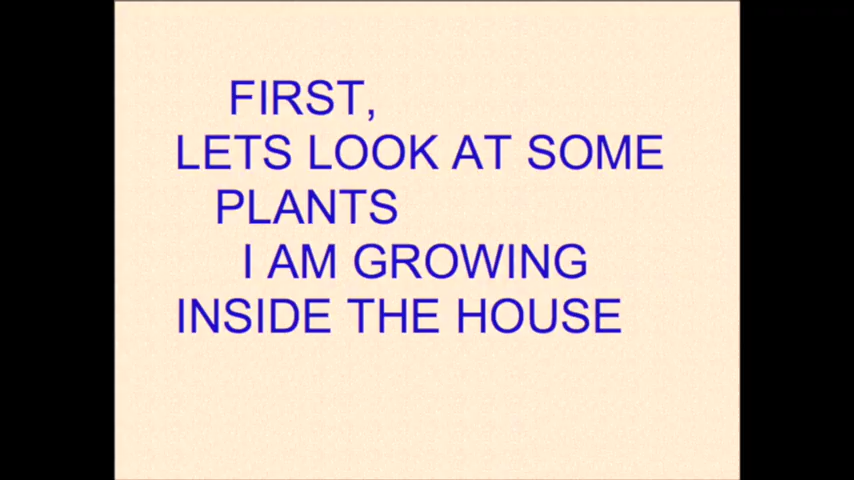 FIRST,
LETS LOOK AT SOME
PLANTS
I AM GROWING
INSIDE THE HOUSE